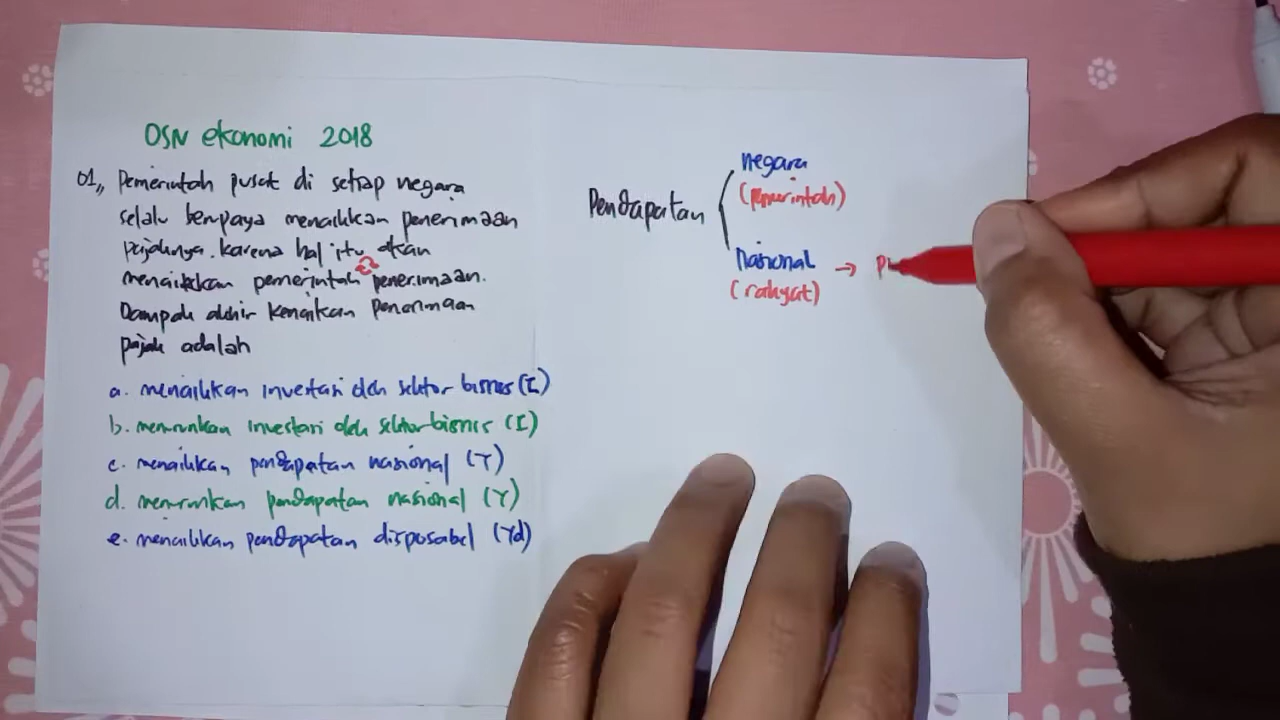 OSN ekonomi 2018
01,, Pemerintah pusat di setiap negara
selalu berupaya menaikkan penerimaan
pajaknya. karena hal itu akan
menaikkan pemerintah penerimaan.
Dampak akhir kenaikan Penerimaan
pajak adalah
a. menaikkan investasi oleh sektor bisnis (I)
b. menurunkan investasi oleh sektor bisnis (I)
c. menaikkan pendapatan nasional (Y)
d. menurunkan pendapatan nasional (Y)
e. menaikkan pendapatan disposabel (Yd)
Pendapatan
negara
(pemerintah)
Nasional →
(rakyat)